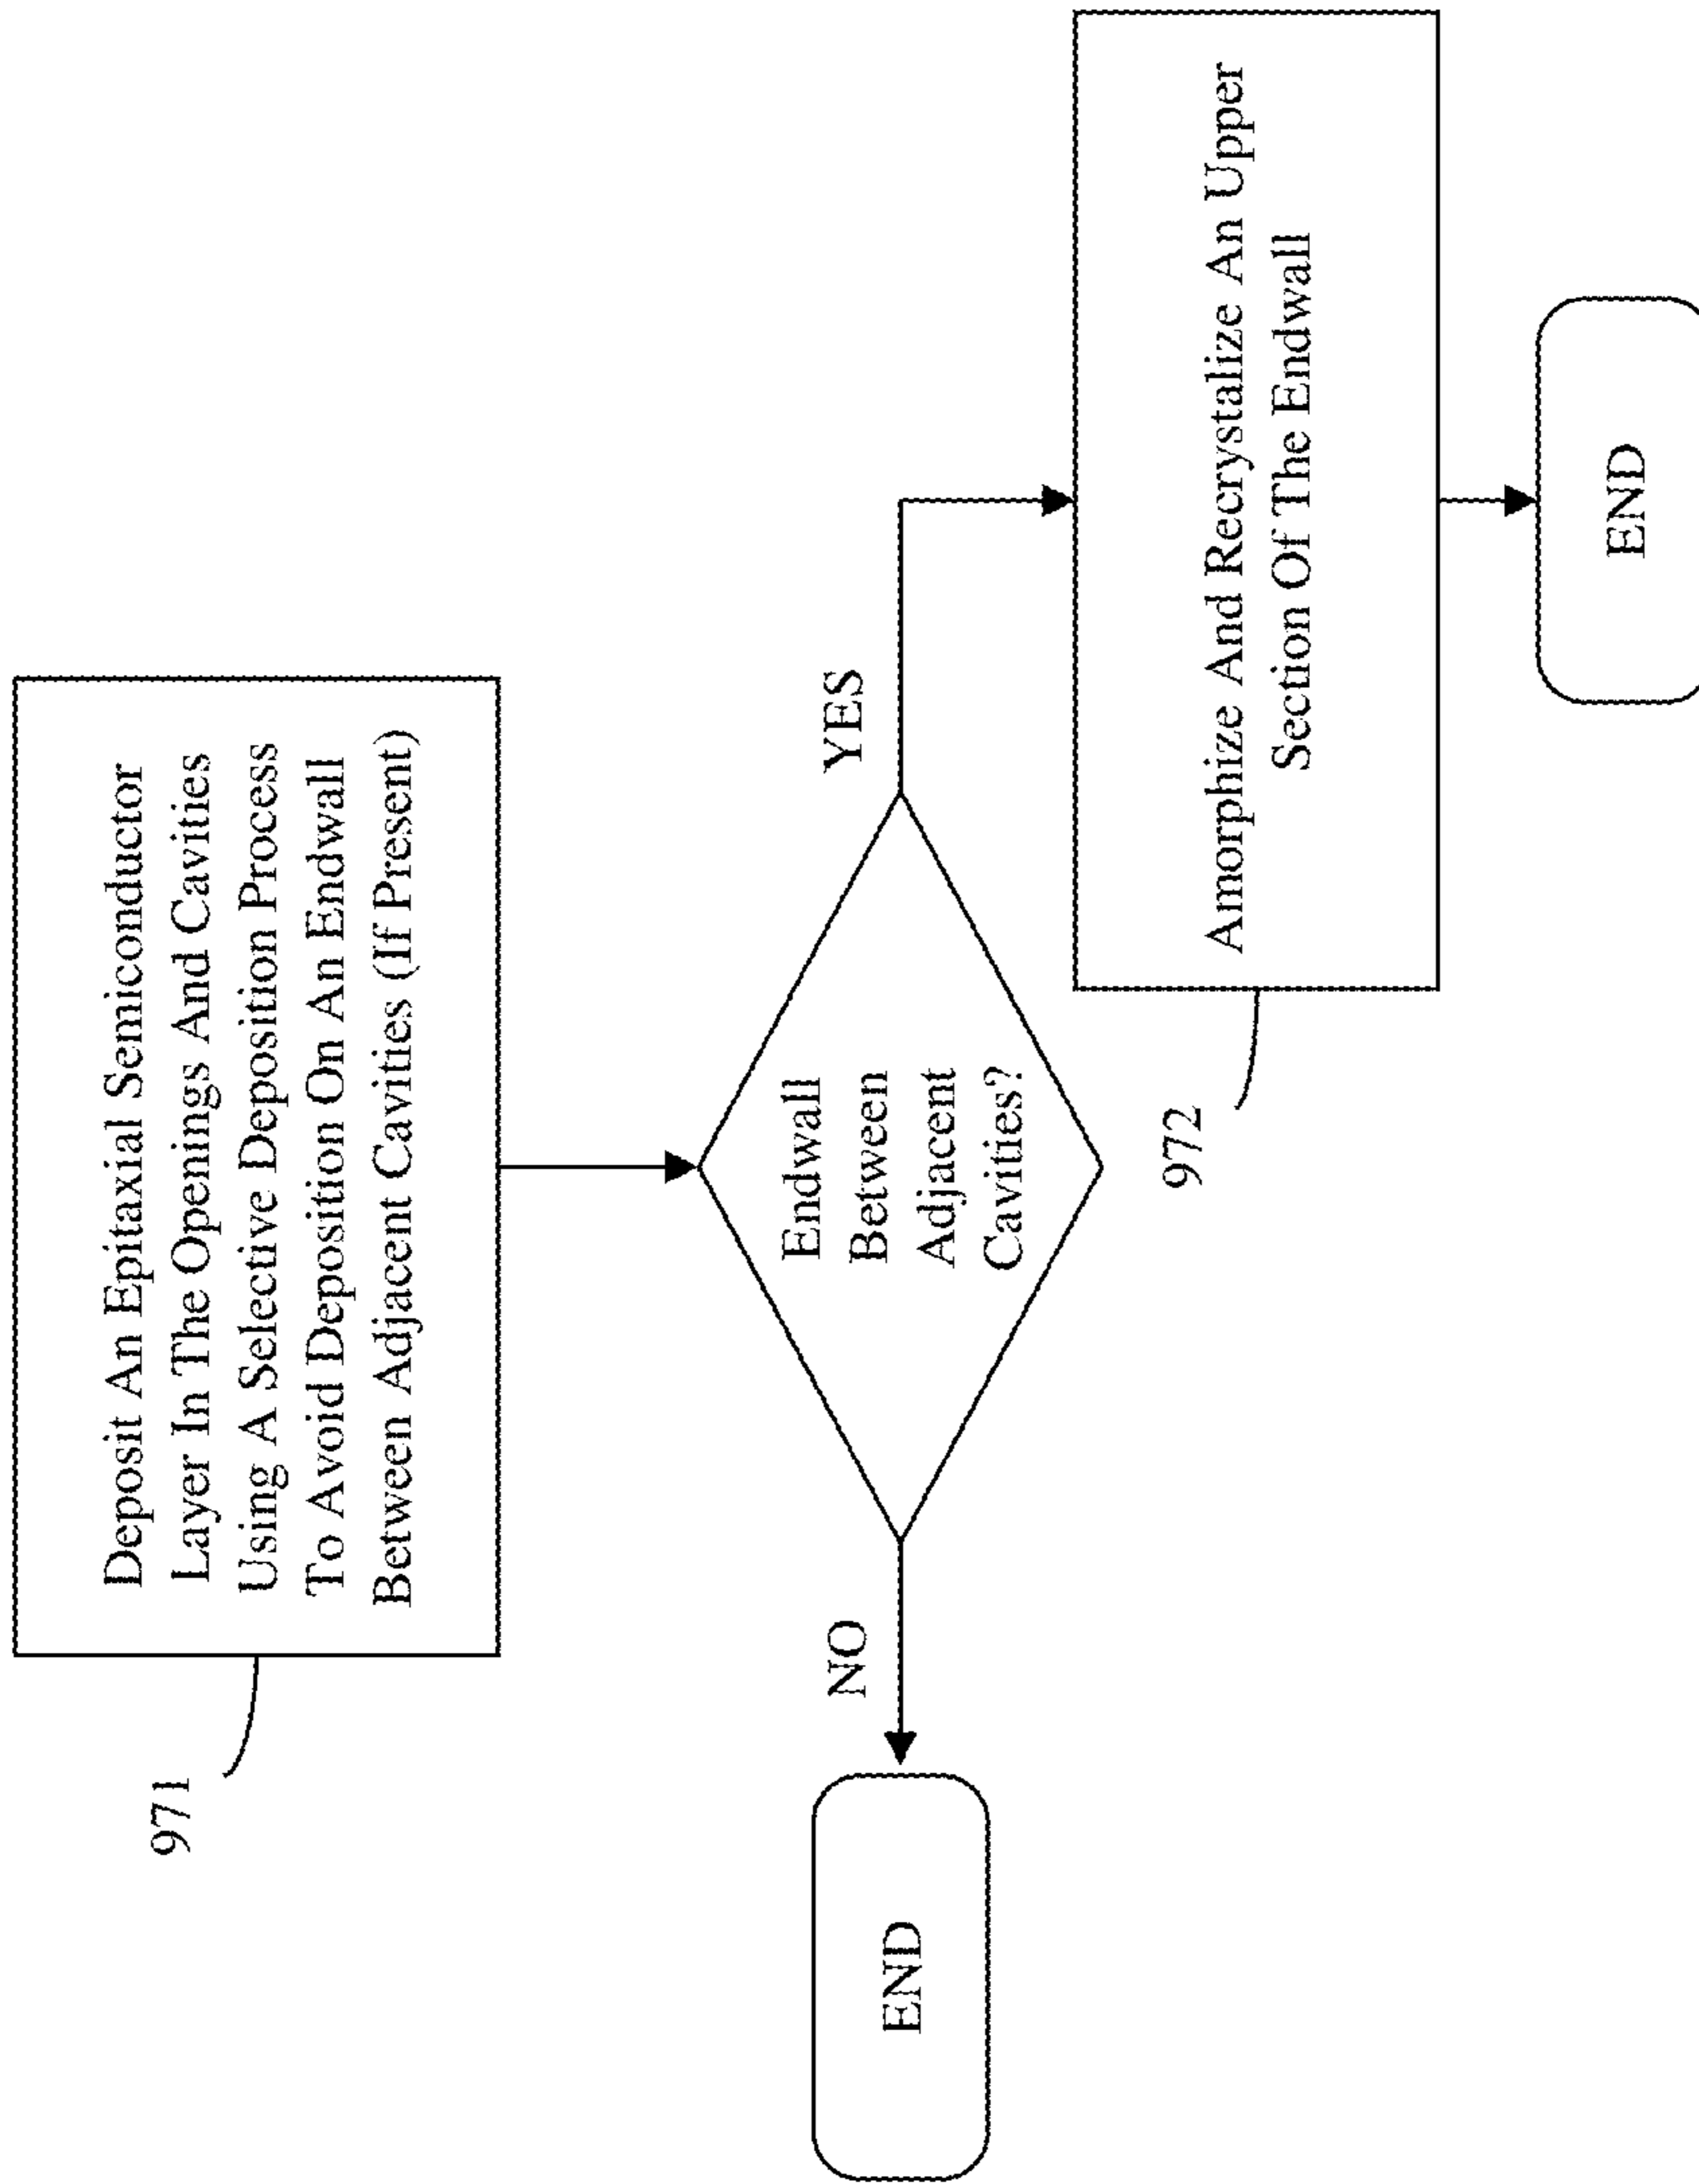 971
Deposit An Epitaxial Semiconductor
Layer In The Openings And Cavities
Using A Selective Deposition Process
To Avoid Deposition On An Endwall
Between Adjacent Cavities (If Present)
Endwall
Between
Adjacent
Cavities?
NO
YES
END
972
Amorphize And Recrystalize An Upper
Section Of The Endwall
END